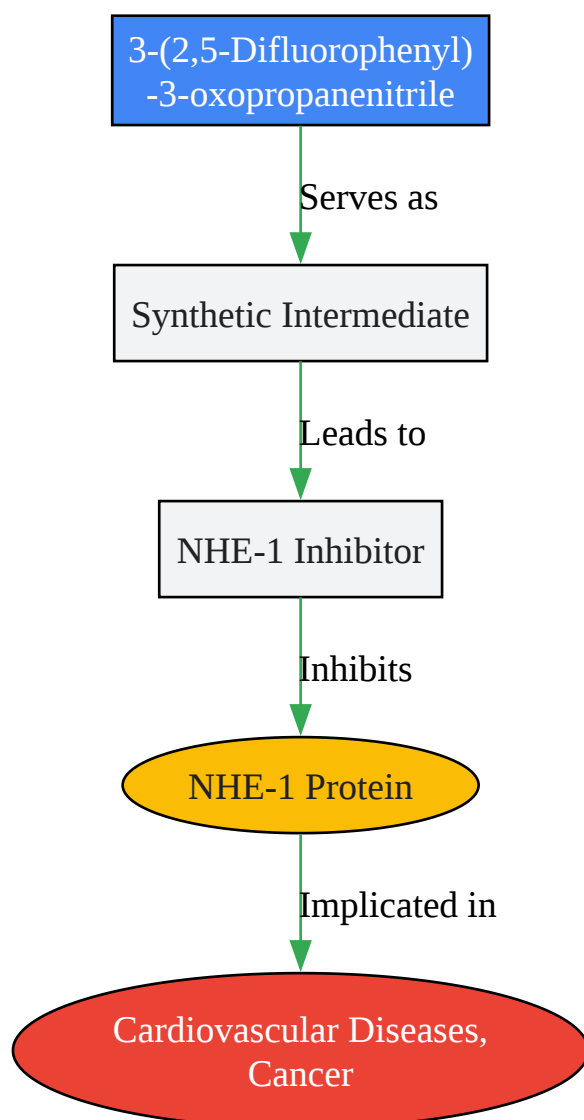 3-(2,5-Difluorophenyl)
-3-oxopropanenitrile
Serves as
Synthetic Intermediate
Leads to
NHE-1 Inhibitor
Inhibits
NHE-1 Protein
Implicated in
Cardiovascular Diseases,
Cancer